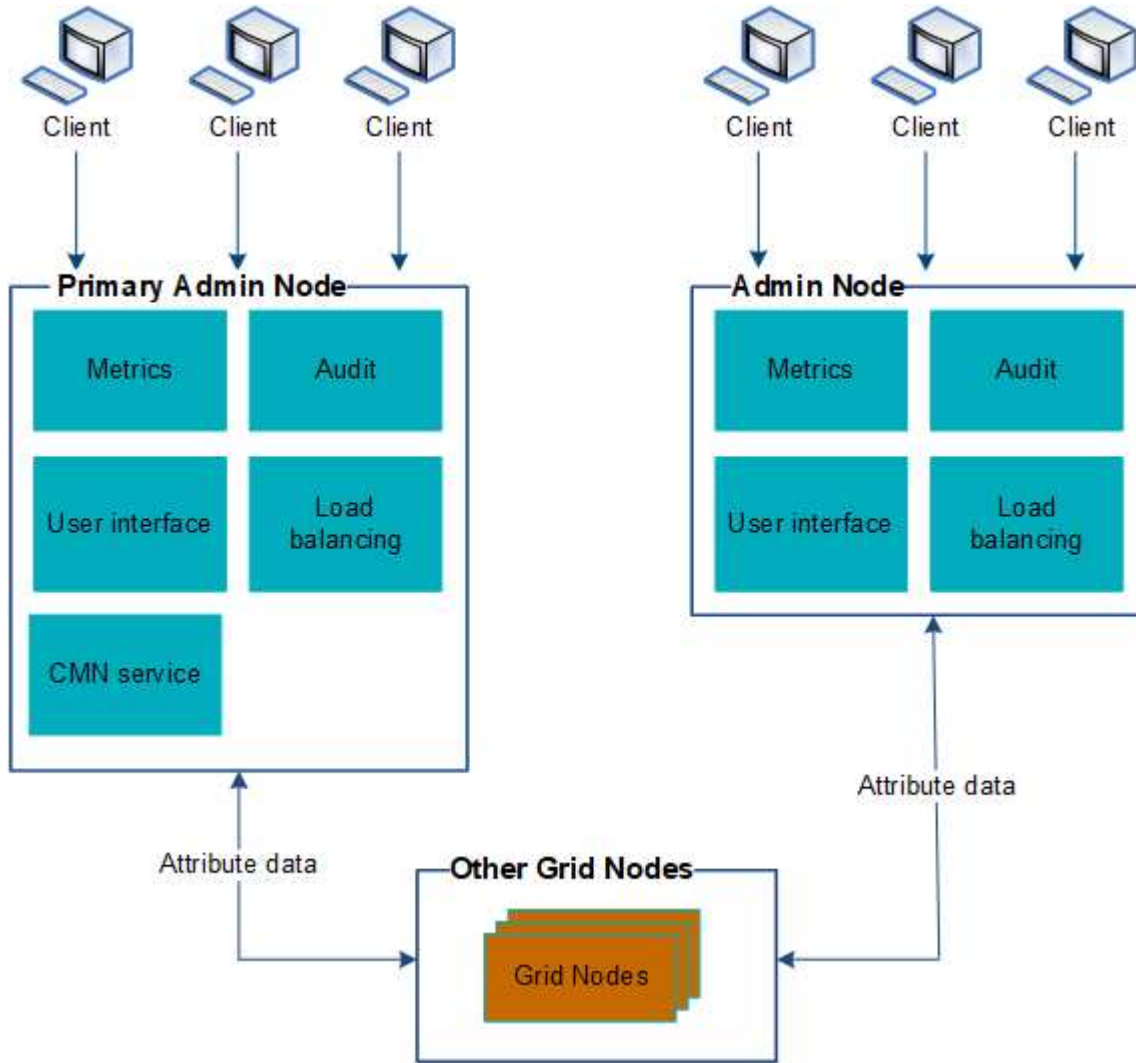 Client
Client
Client
Client
Client
Client
Primary Admin Node
Metrics
Audit
User interface
Load
balancing
CMN service
Admin Node
Metrics
Audit
User interface
Load
balancing
Attribute data
Attribute data
Other Grid Nodes
Grid Nodes